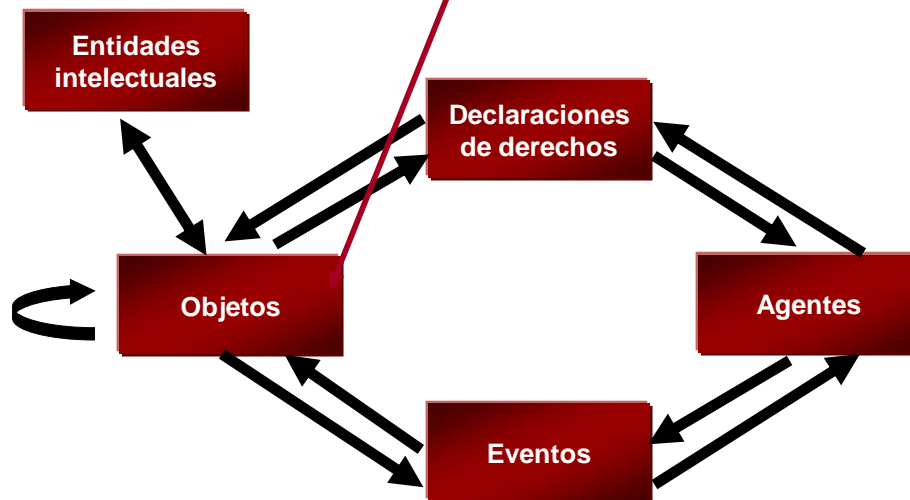 Entidades
intelectuales
Declaraciones
de derechos
Objetos
Agentes
Eventos